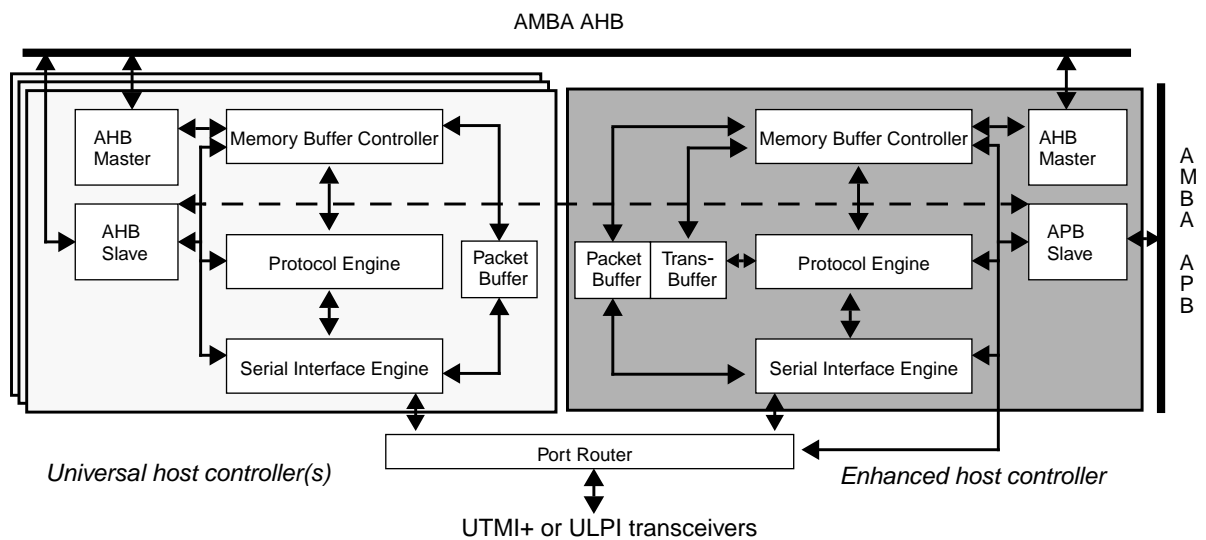 AMBA AHB
AHB
Master
Memory Buffer Controller
AHB
Slave
Protocol Engine
Packet
Buffer
Serial Interface Engine
Memory Buffer Controller
AHB
Master
Packet
Buffer
Trans-
Buffer
Protocol Engine
APB
Slave
Serial Interface Engine
AMBA APB
Port Router
Universal host controller(s)
Enhanced host controller
UTMI+ or ULPI transceivers